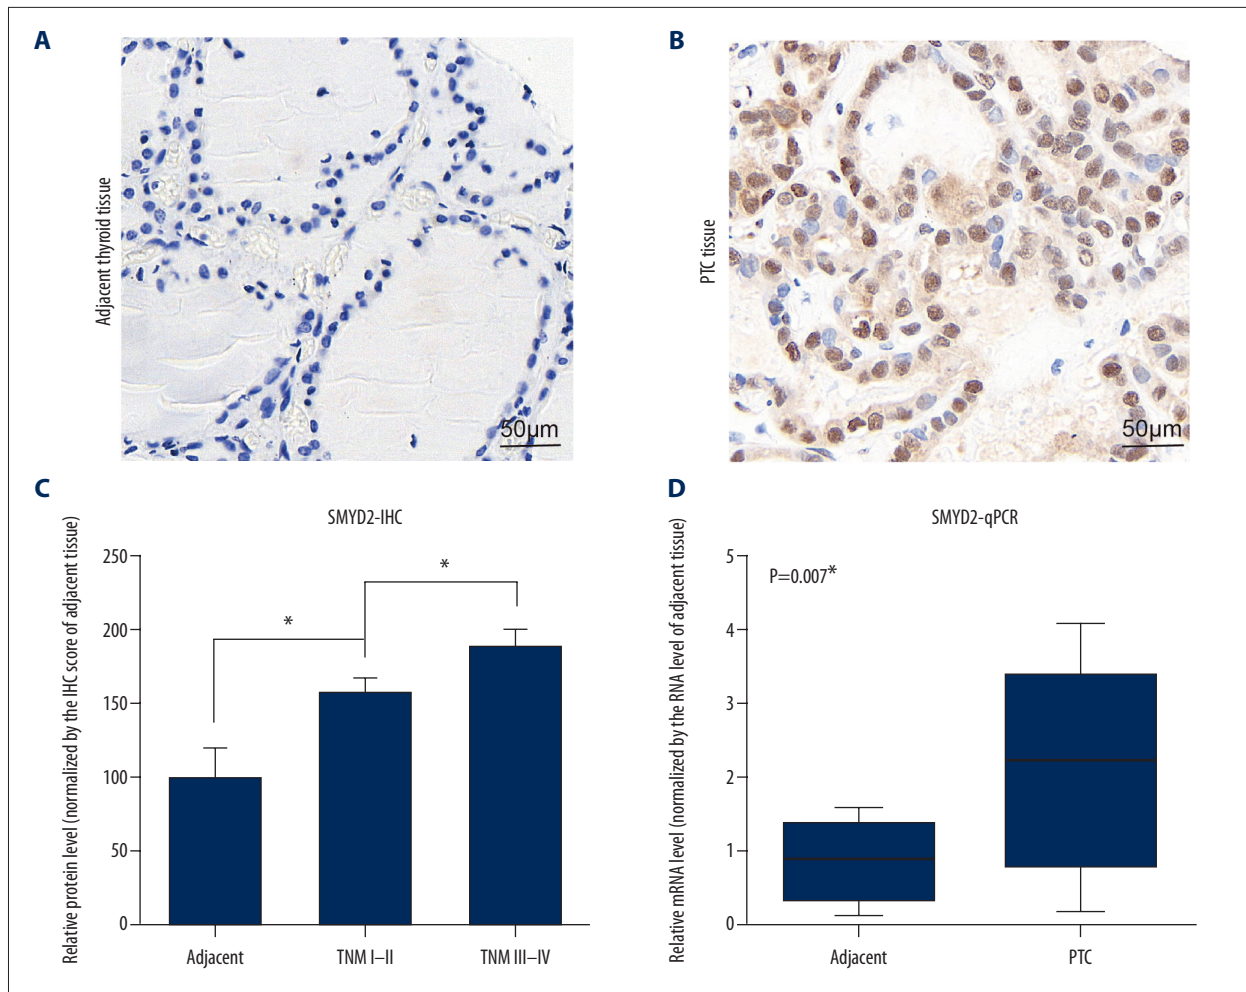 A
Adjacent thyroid tissue
50µm
B
PTC tissue
50µm
C
SMYD2-IHC
Relative protein level (normalized by the IHC score of adjacent tissue)
250
200
150
100
50
0
*
*
Adjacent
TNM I–II
TNM III–IV
D
SMYD2-qPCR
Relative mRNA level (normalized by the RNA level of adjacent tissue)
5
4
3
2
1
0
P=0.007*
Adjacent
PTC